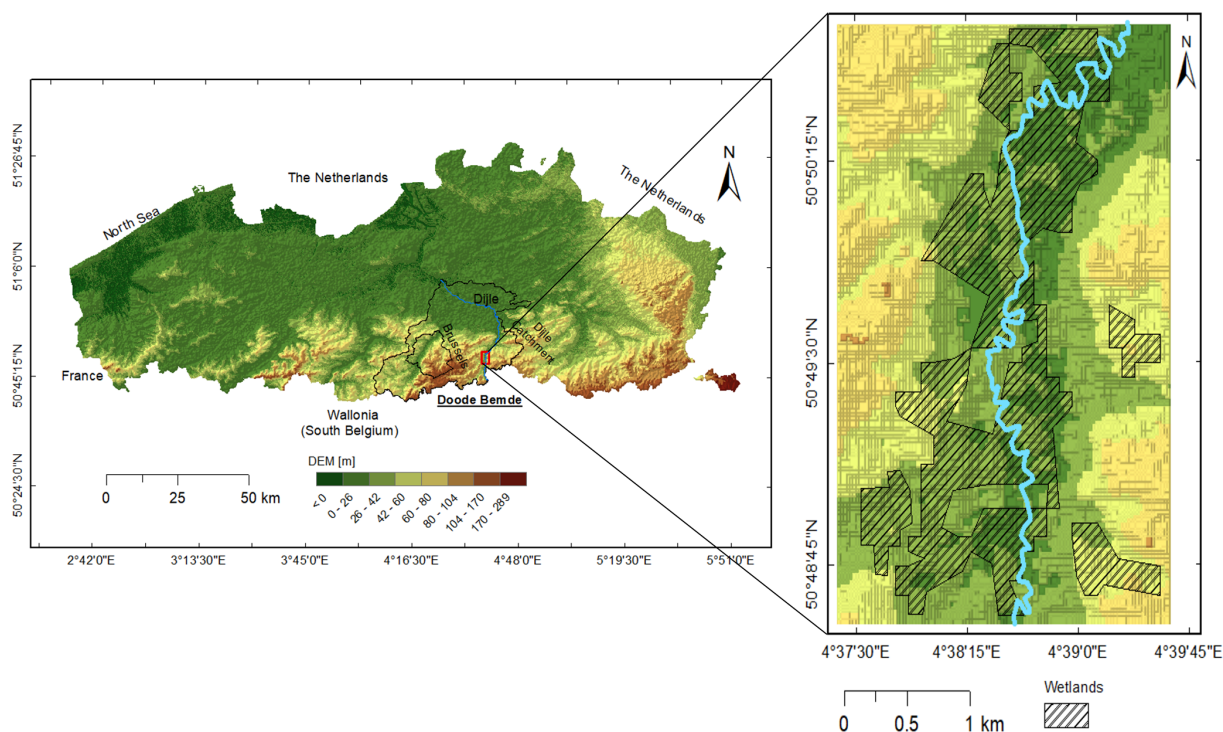 51°26'45"N
51°6'0"N
50°45'15"N
50°24'3"N
The Netherlands
The Netherlands
North Sea
N
Dijle
Dijle
Catchment
Brussels
France
Doode Bemde
Wallonia
(South Belgium)
DEM [m]
< 0
0 - 26
26 - 42
42 - 60
60 - 80
80 - 104
104 - 170
170 - 289
0 25 50 km
2°42'0"E 3°13'30"E 3°45'0"E 4°16'30"E 4°48'0"E 5°19'30"E 5°51'0"E
N
50°50'15"N
50°49'30"N
50°48'45"N
4°37'30"E 4°38'15"E 4°39'0"E 4°39'45"E
0 0.5 1 km
Wetlands